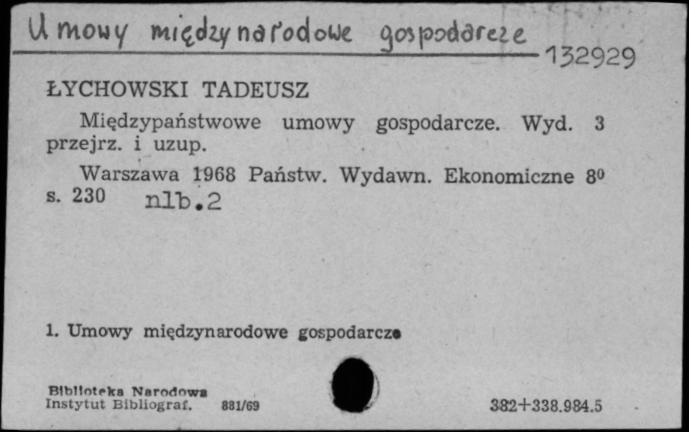 Umowy międzynarodowe gospodarcze
132929
ŁYCHOWSKI TADEUSZ
Międzypaństwowe umowy gospodarcze. Wyd. 3
przejrz. i uzup.
Warszawa 1968 Państw. Wydawn. Ekonomiczne 8⁰
s. 230 nlb.2
1. Umowy międzynarodowe gospodarcze
Biblioteka Narodowa
Instytut Bibliograf. 881/69
382+338.984.5